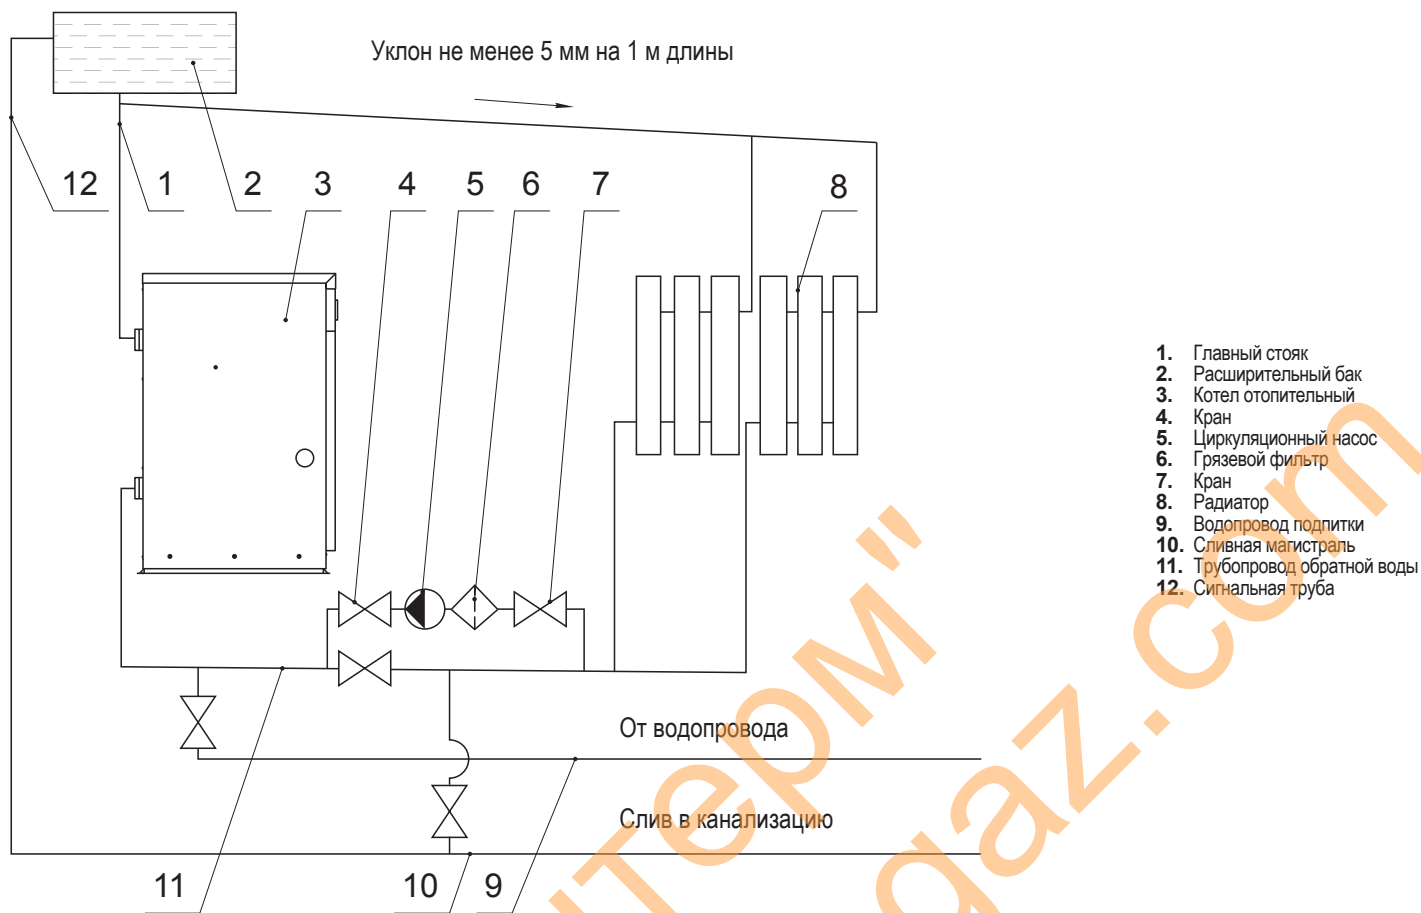 Уклон не менее 5 мм на 1 м длины
12 1 2 3 4 5 6 7 8
1. Главный стояк
2. Расширительный бак
3. Котел отопительный
4. Кран
5. Циркуляционный насос
6. Грязевой фильтр
7. Кран
8. Радиатор
9. Водопровод подпитки
10. Сливная магистраль
11. Трубопровод обратной воды
12. Сигнальная труба
От водопровода
Слив в канализацию
11 10 9
терм"
gaz.com